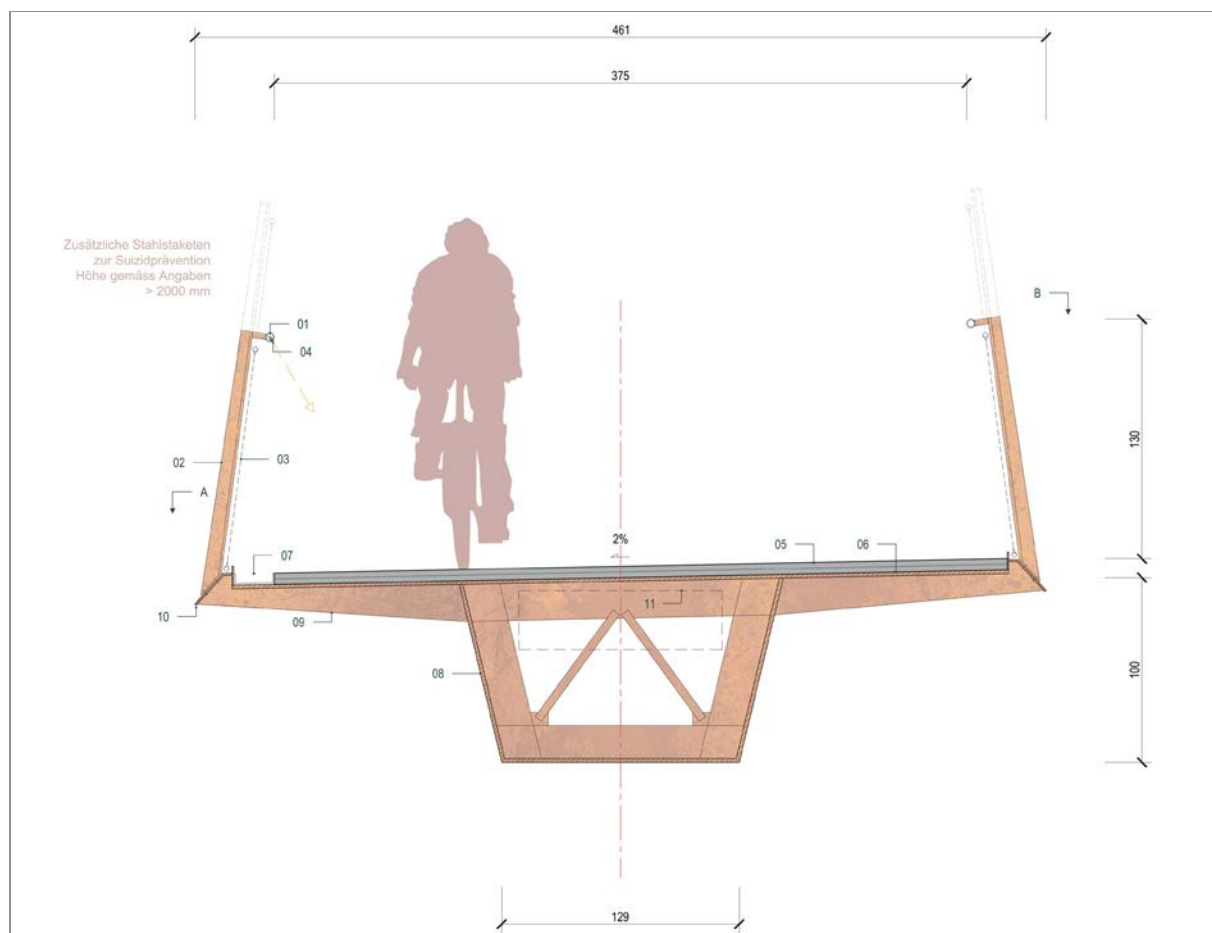 461
375
Zusätzliche Stahlstaketen
zur Suizidprävention
Höhe gemäss Angaben
> 2000 mm
B
01
04
130
02
03
A
2%
05
06
07
10
11
09
08
100
129